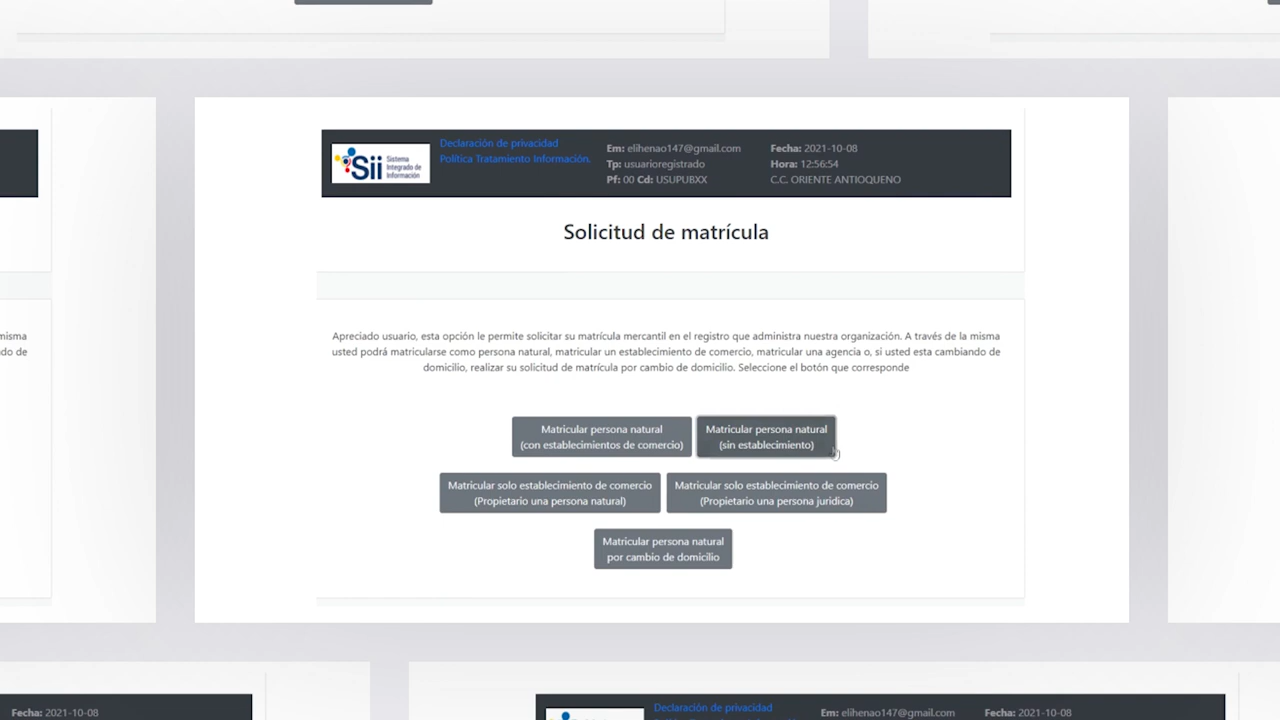 Sii Sistema
Integrado de
Información
Declaración de privacidad
Política Tratamiento Información.
Em: elihenao147@gmail.com
Tp: usuarioregistrado
Pf: 00 Cd: USUPUBXX
Fecha: 2021-10-08
Hora: 12:56:54
C.C. ORIENTE ANTIOQUENO
Solicitud de matrícula
Apreciado usuario, esta opción le permite solicitar su matrícula mercantil en el registro que administra nuestra organización. A través de la misma
usted podrá matricularse como persona natural, matricular un establecimiento de comercio, matricular una agencia o, si usted esta cambiando de
domicilio, realizar su solicitud de matrícula por cambio de domicilio. Seleccione el botón que corresponde
Matricular persona natural
(con establecimientos de comercio)
Matricular persona natural
(sin establecimiento)
Matricular solo establecimiento de comercio
(Propietario una persona natural)
Matricular solo establecimiento de comercio
(Propietario una persona juridica)
Matricular persona natural
por cambio de domicilio
misma
do de
Fecha: 2021-10-08
Declaración de privacidad
Em: elihenao147@gmail.com
Fecha: 2021-10-08